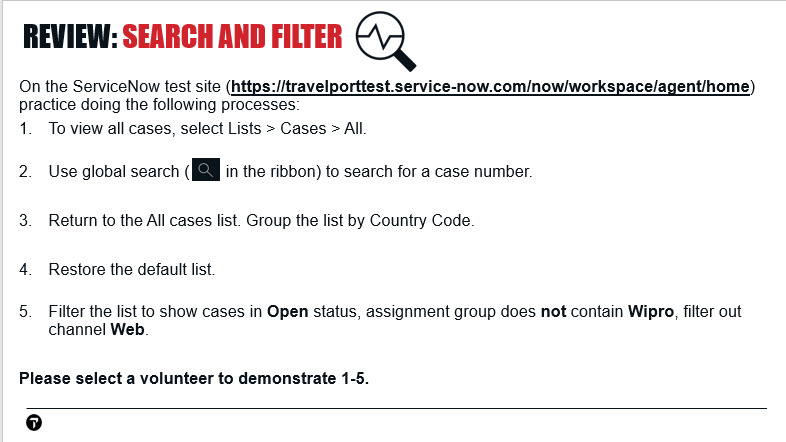 REVIEW: SEARCH AND FILTER
On the ServiceNow test site (https://travelporttest.service-now.com/now/workspace/agent/home)
practice doing the following processes:
1. To view all cases, select Lists > Cases > All.
2. Use global search ( in the ribbon) to search for a case number.
3. Return to the All cases list. Group the list by Country Code.
4. Restore the default list.
5. Filter the list to show cases in Open status, assignment group does not contain Wipro, filter out
channel Web.
Please select a volunteer to demonstrate 1-5.